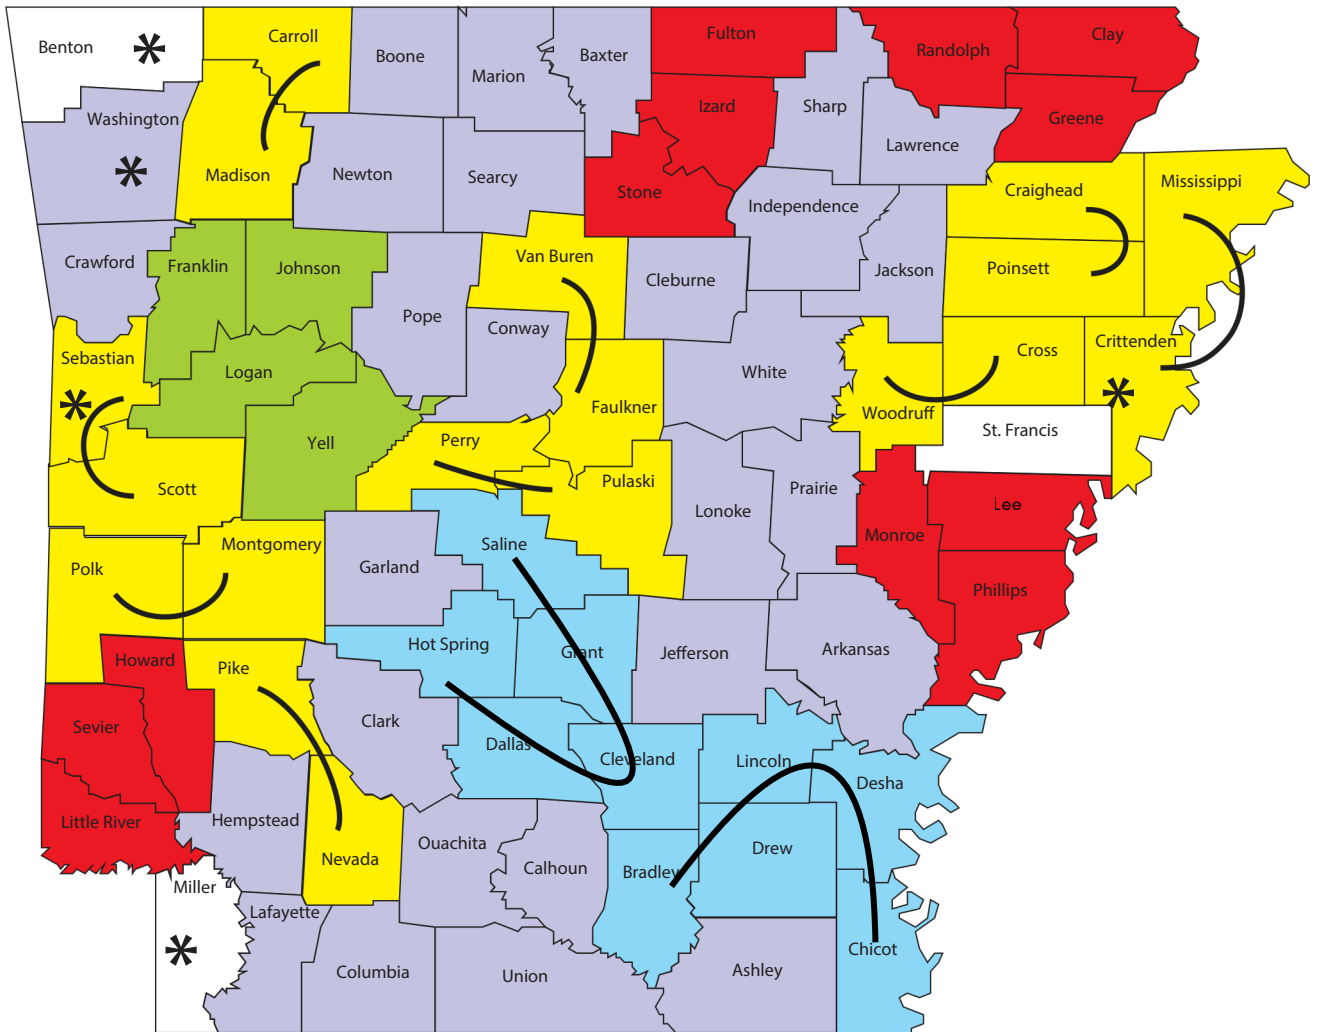 Benton
*
Carroll
Boone
Marion
Baxter
Fulton
Randolph
Clay
Washington
*
Madison
Newton
Searcy
Stone
Izard
Sharp
Lawrence
Greene
Crawford
Franklin
Johnson
Pope
Van Buren
Cleburne
Independence
Jackson
Craighead
Mississippi
Poinsett
Sebastian
*
Logan
Conway
Faulkner
White
Woodruff
Cross
Crittenden
*
Scott
Yell
Perry
Pulaski
Lonoke
Prairie
St. Francis
Monroe
Lee
Polk
Montgomery
Garland
Saline
Phillips
Howard
Pike
Hot Spring
Grant
Jefferson
Arkansas
Sevier
Clark
Dallas
Cleveland
Lincoln
Desha
Little River
Hempstead
Nevada
Ouachita
Calhoun
Bradley
Drew
Miller
*
Lafayette
Columbia
Union
Ashley
Chicot